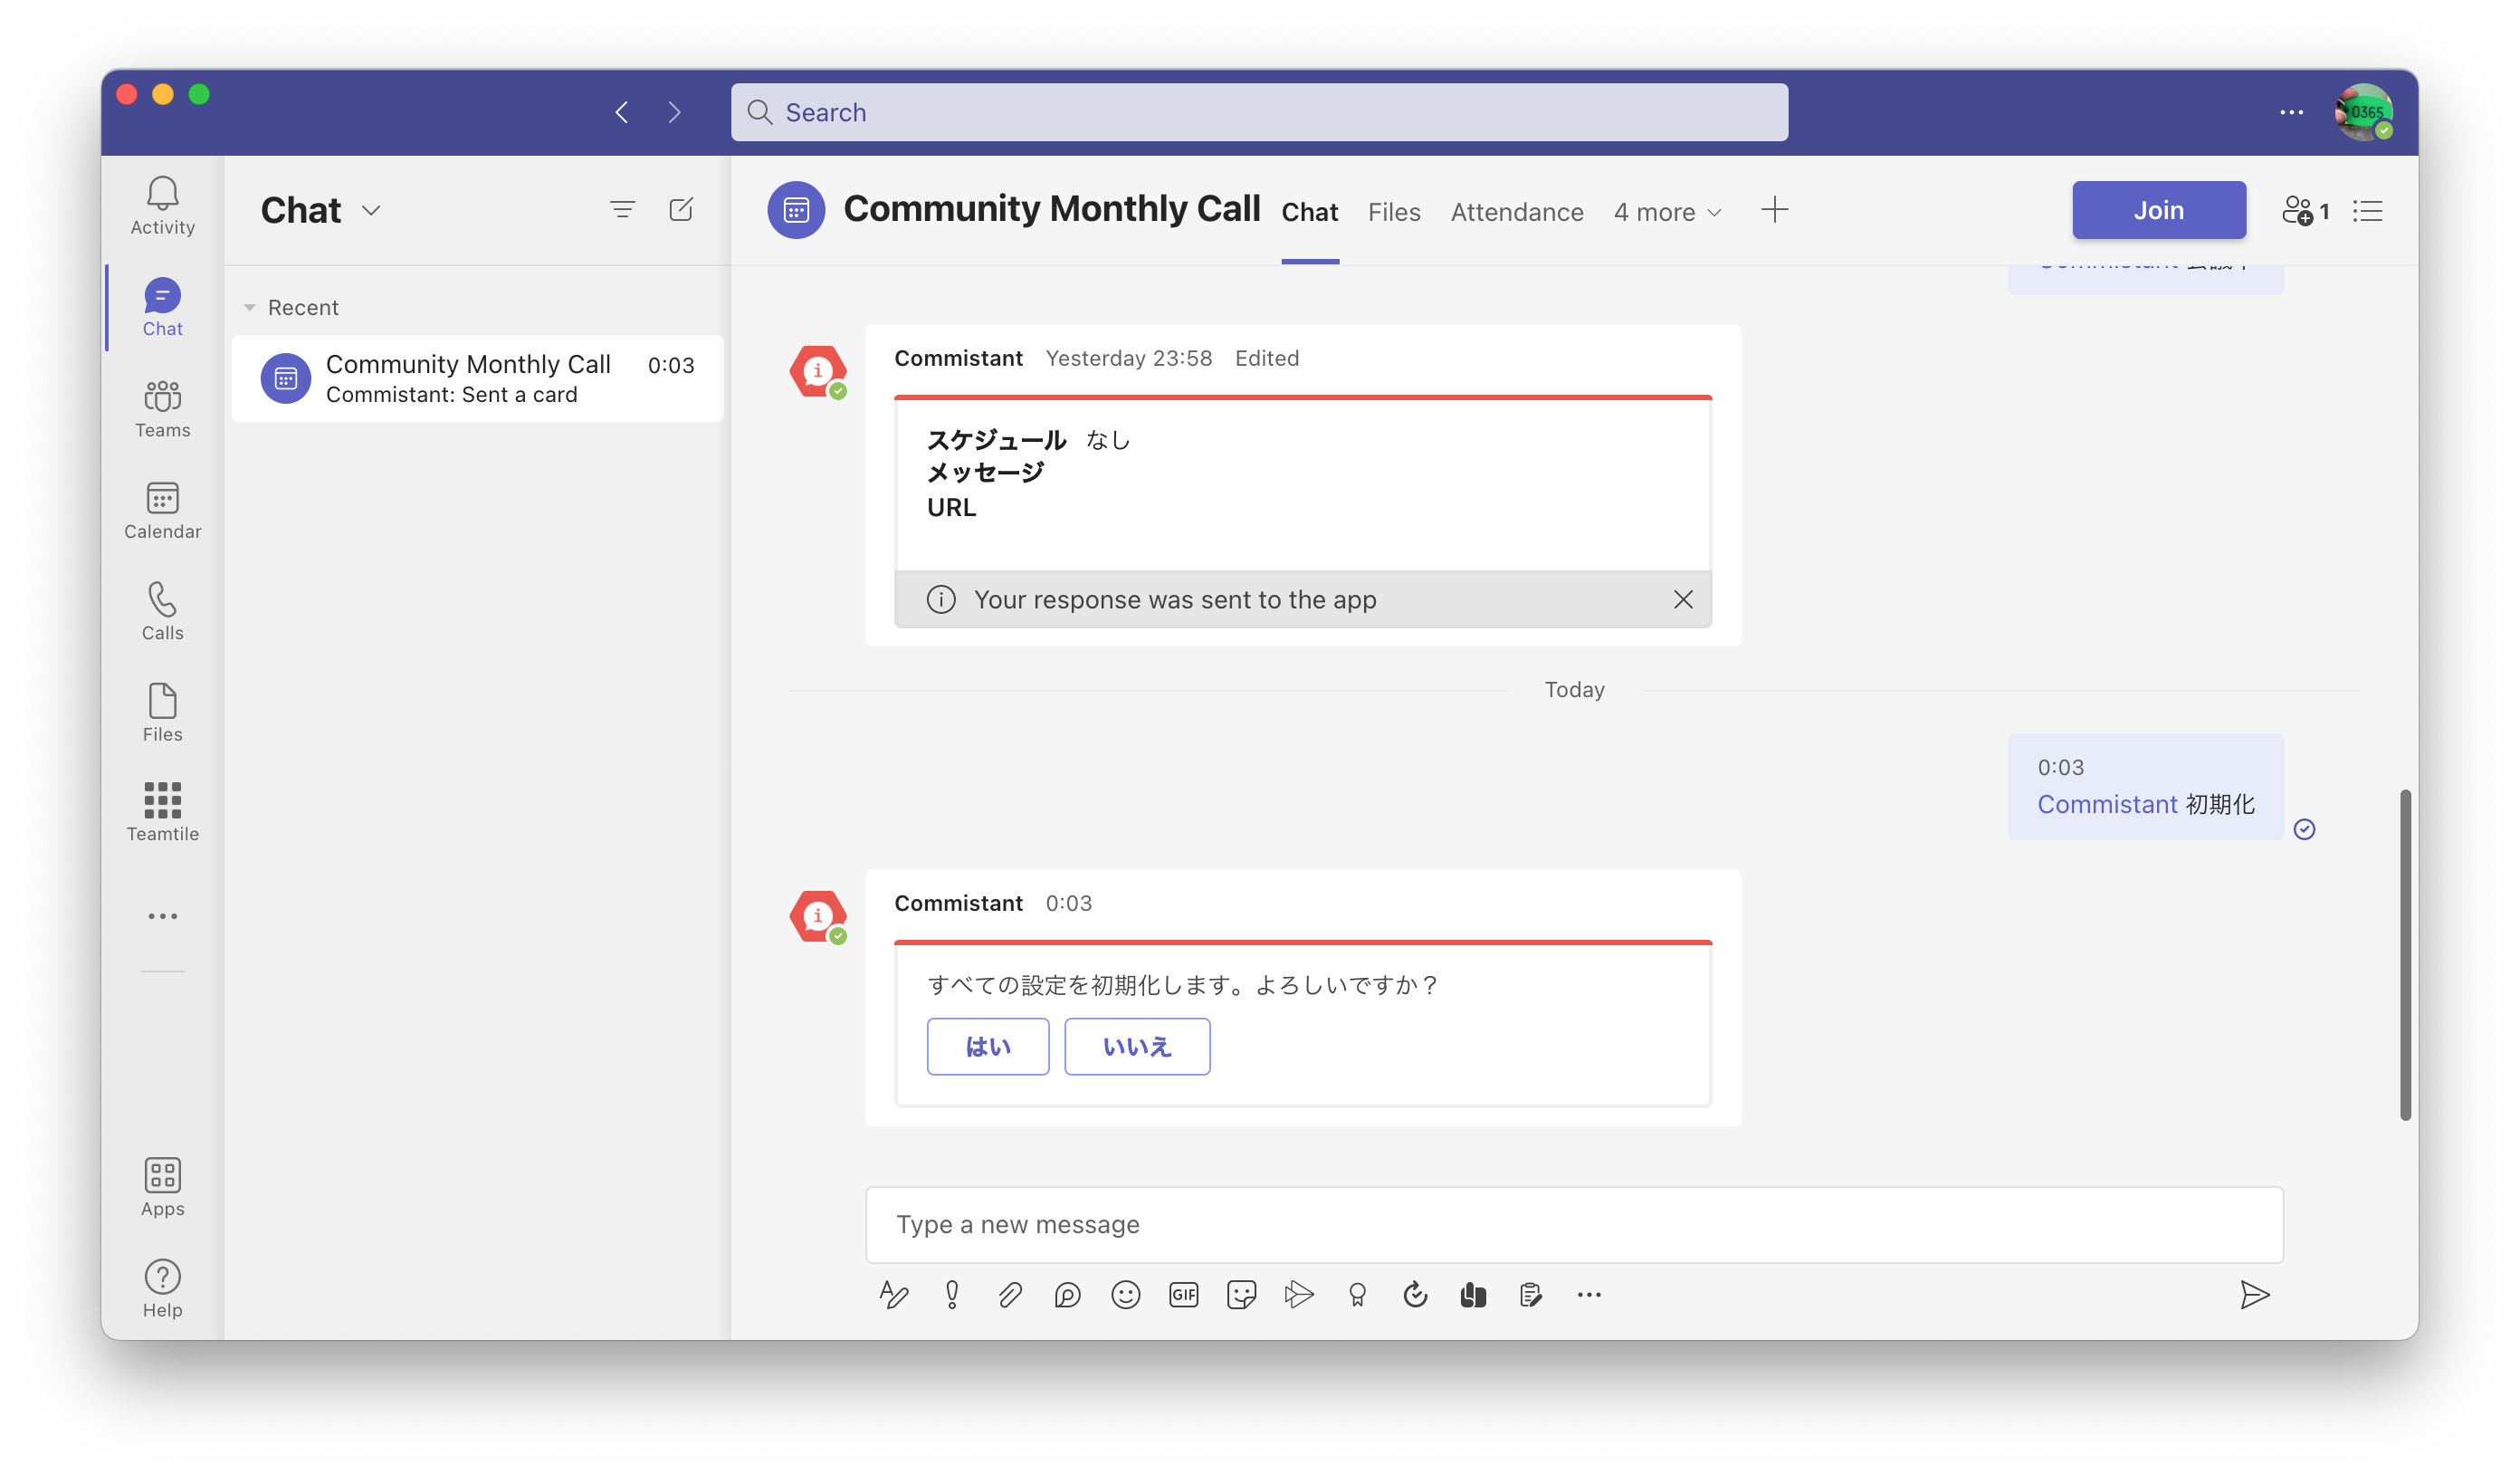 Search
0365
Activity
Chat
Teams
Calendar
Calls
Files
Teamtile
Apps
Help
Chat
Recent
Community Monthly Call 0:03
Commistant: Sent a card
Community Monthly Call Chat Files Attendance 4 more
Join
1
Commistant
Commistant Yesterday 23:58 Edited
スケジュール なし
メッセージ
URL
Your response was sent to the app
Today
0:03
Commistant 初期化
Commistant 0:03
すべての設定を初期化します。よろしいですか？
はい いいえ
Type a new message
GIF